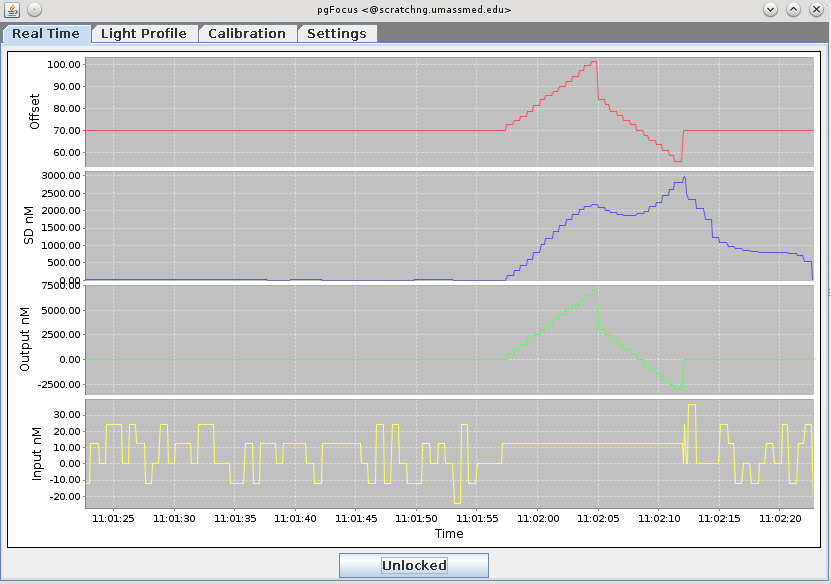 pgFocus <@scratchng.umassmed.edu>
Real Time Light Profile Calibration Settings
Offset
100.00
90.00
80.00
70.00
60.00
SD nM
3000.00
2500.00
2000.00
1500.00
1000.00
500.00
0.00
Output nM
7500.00
5000.00
2500.00
0.00
-2500.00
Input nM
30.00
20.00
10.00
0.00
-10.00
-20.00
11:01:25 11:01:30 11:01:35 11:01:40 11:01:45 11:01:50 11:01:55 11:02:00 11:02:05 11:02:10 11:02:15 11:02:20
Time
Unlocked